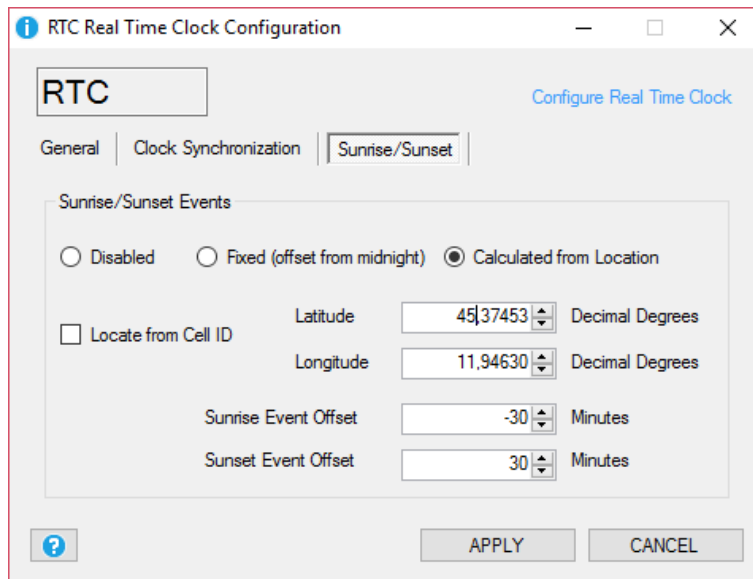 RTC Real Time Clock Configuration
RTC
Configure Real Time Clock
General Clock Synchronization Sunrise/Sunset
Sunrise/Sunset Events
Disabled Fixed (offset from midnight) Calculated from Location
Latitude 45,37453 Decimal Degrees
Locate from Cell ID
Longitude 11,94630 Decimal Degrees
Sunrise Event Offset -30 Minutes
Sunset Event Offset 30 Minutes
? APPLY CANCEL